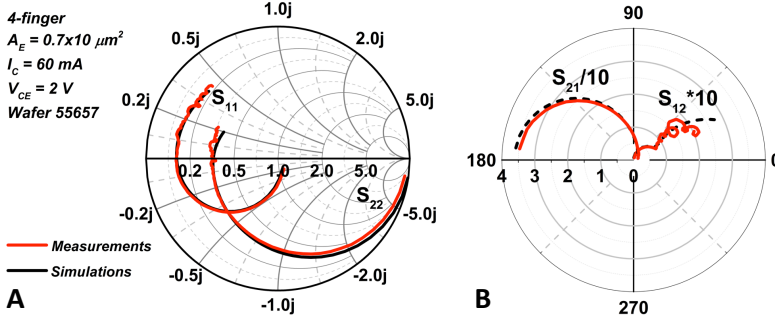 4-finger
A_E = 0.7x10 μm²
I_C = 60 mA
V_CE = 2 V
Wafer 55657
1.0j
0.5j
2.0j
0.2j
5.0j
S₁₁
0.2 0.5 1.0 2.0 5.0
S₂₂
-0.2j
-5.0j
-0.5j
-2.0j
-1.0j
Measurements
Simulations
A
90
S₂₁/10
S₁₂*10
180
0
4 3 2 1 0
270
B